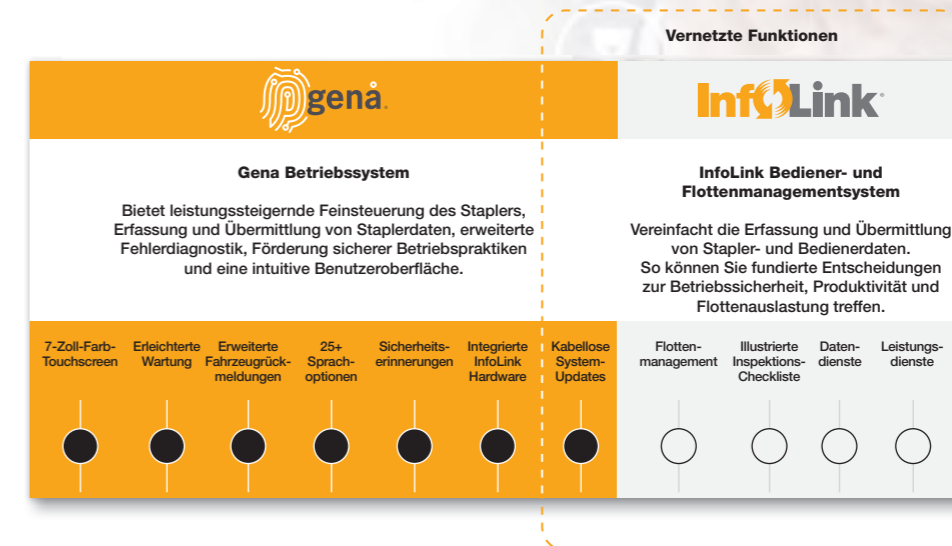 Vernetzte Funktionen
gena.
InfoLink®
Gena Betriebssystem
Bietet leistungssteigernde Feinsteuerung des Staplers,
Erfassung und Übermittlung von Staplerdaten, erweiterte
Fehlerdiagnostik, Förderung sicherer Betriebspraktiken
und eine intuitive Benutzeroberfläche.
InfoLink Bediener- und
Flottenmanagementsystem
Vereinfacht die Erfassung und Übermittlung
von Stapler- und Bedienerdaten.
So können Sie fundierte Entscheidungen
zur Betriebssicherheit, Produktivität und
Flottenauslastung treffen.
7-Zoll-Farb-
Touchscreen
Erleichterte
Wartung
Erweiterte
Fahrzeugrück-
meldungen
25+
Sprach-
optionen
Sicherheits-
erinnerungen
Integrierte
InfoLink
Hardware
Kabellose
System-
Updates
Flotten-
management
Illustrierte
Inspektions-
Checkliste
Daten-
dienste
Leistungs-
dienste